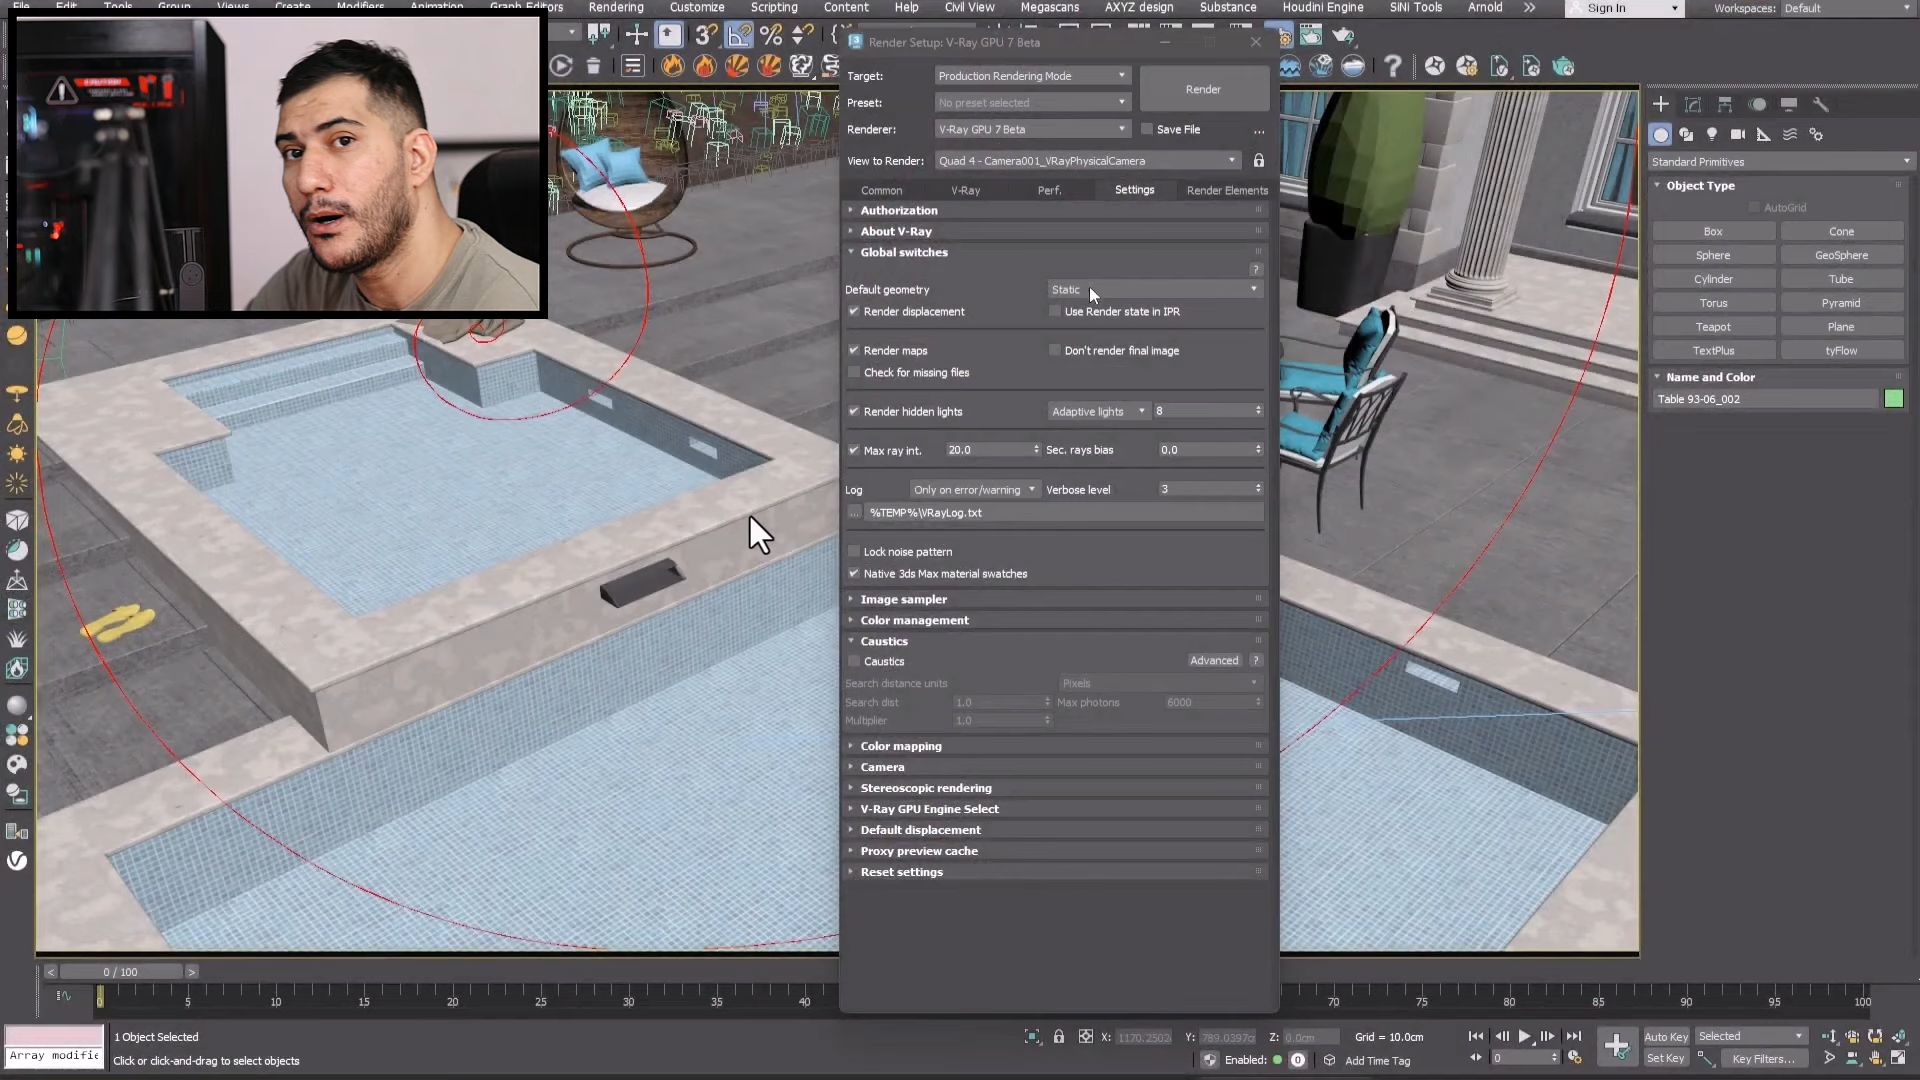 File Edit Tools Group Views Create Modifiers Animation Graph Editors Rendering Customize Scripting Content Help Civil View Megascans AXYZ design Substance Houdini Engine SiNi Tools Arnold Sign In Workspaces: Default
Render Setup: V-Ray GPU 7 Beta
Target: Production Rendering Mode
Render
Preset: No preset selected
Renderer: V-Ray GPU 7 Beta Save File ...
View to Render: Quad 4 - Camera001_VRayPhysicalCamera
Common V-Ray Perf. Settings Render Elements
Authorization
About V-Ray
Global switches
?
Default geometry Static
Render displacement Use Render state in IPR
Render maps Don't render final image
Check for missing files
Render hidden lights Adaptive lights 8
Max ray int. 20.0 Sec. rays bias 0.0
Log Only on error/warning Verbose level 3
... %TEMP%\VRayLog.txt
Lock noise pattern
Native 3ds Max material swatches
Image sampler
Color management
Caustics
Caustics Advanced ?
Search distance units Pixels
Search dist 1.0 Max photons 6000
Multiplier 1.0
Color mapping
Camera
Stereoscopic rendering
V-Ray GPU Engine Select
Default displacement
Proxy preview cache
Reset settings
Standard Primitives
Object Type
AutoGrid
Box Cone
Sphere GeoSphere
Cylinder Tube
Torus Pyramid
Teapot Plane
TextPlus tyFlow
Name and Color
Table 93-06_002
< 0 / 100 >
0 5 10 15 20 25 30 35 40 70 75 80 85 90 95 100
1 Object Selected X: Y: Z: 0.0cm Grid = 10.0cm Auto Key Selected
Array modifie Click or click-and-drag to select objects Enabled: 0 Add Time Tag 0 Set Key Key Filters...